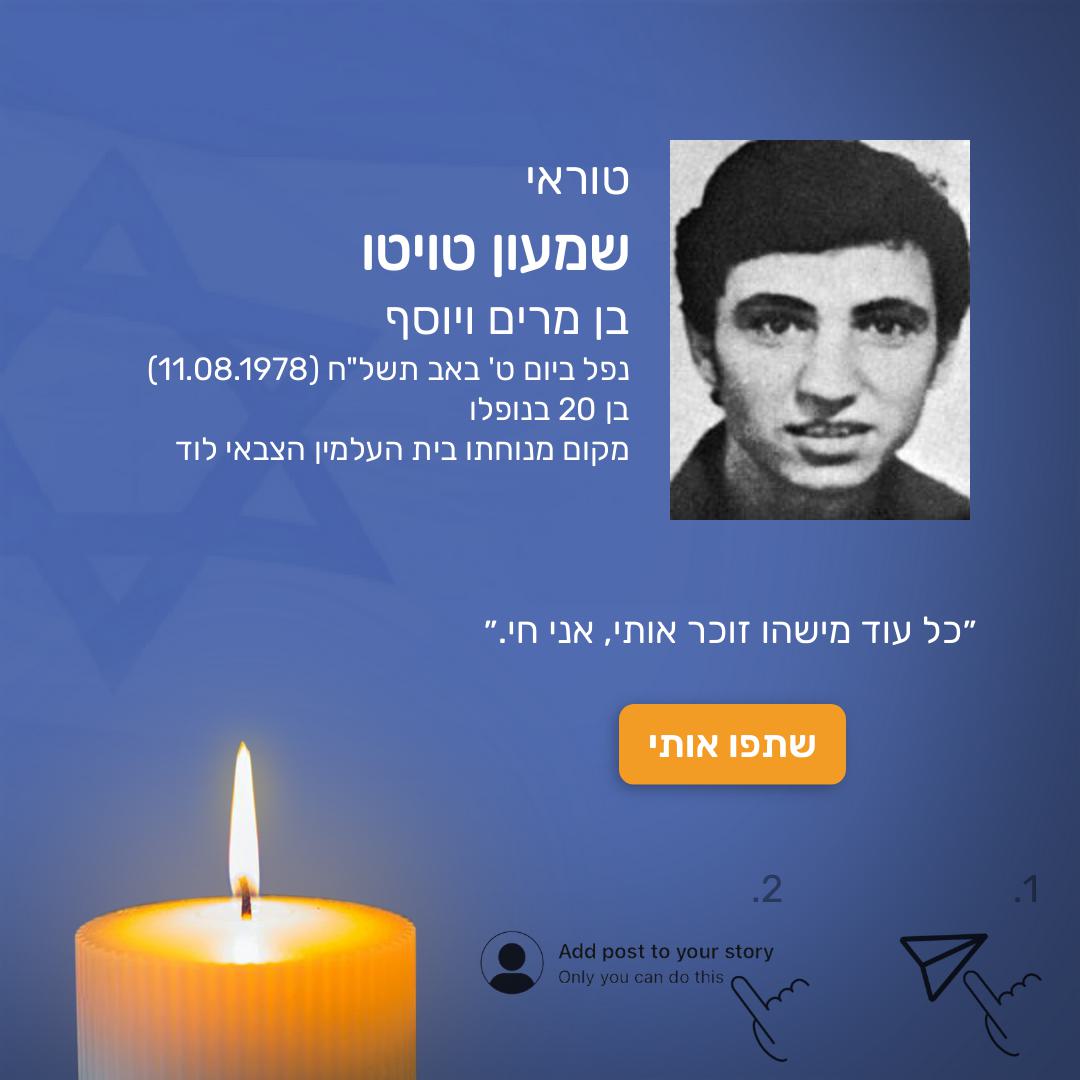 טוראי
שמעון טויטו
בן מרים ויוסף
נפל ביום ט' באב תשל"ח (11.08.1978)
בן 20 בנופלו
מקום מנוחתו בית העלמין הצבאי לוד
״כל עוד מישהו זוכר אותי, אני חי.״
שתפו אותי
.1
.2
Add post to your story
Only you can do this